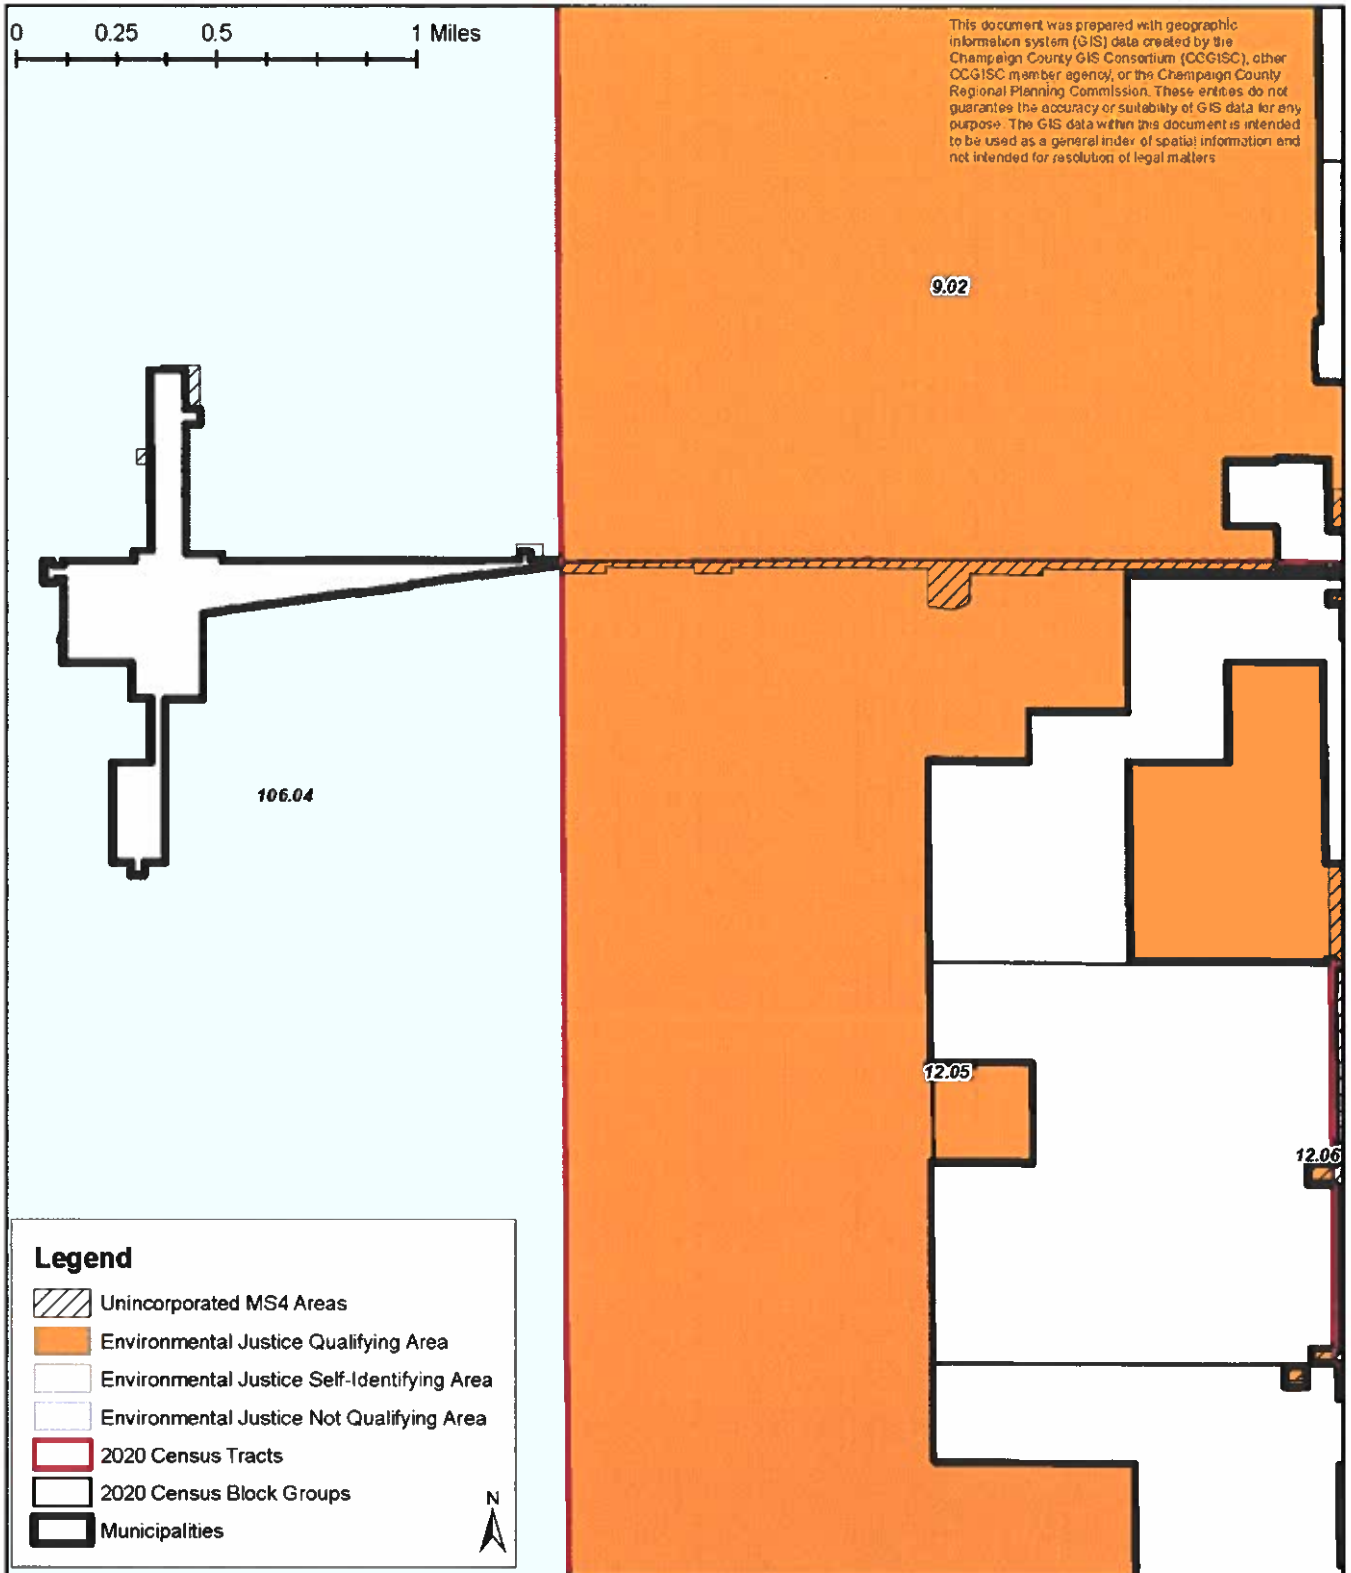 0 0.25 0.5 1 Miles
This document was prepared with geographic
information system (GIS) data created by the
Champaign County GIS Consortium (CCGISC), other
CCGISC member agency, or the Champaign County
Regional Planning Commission. These entities do not
guarantee the accuracy or suitability of GIS data for any
purpose. The GIS data within this document is intended
to be used as a general index of spatial information and
not intended for resolution of legal matters
9.02
106.04
12.05
12.06
Legend
Unincorporated MS4 Areas
Environmental Justice Qualifying Area
Environmental Justice Self-Identifying Area
Environmental Justice Not Qualifying Area
2020 Census Tracts
2020 Census Block Groups
Municipalities
N